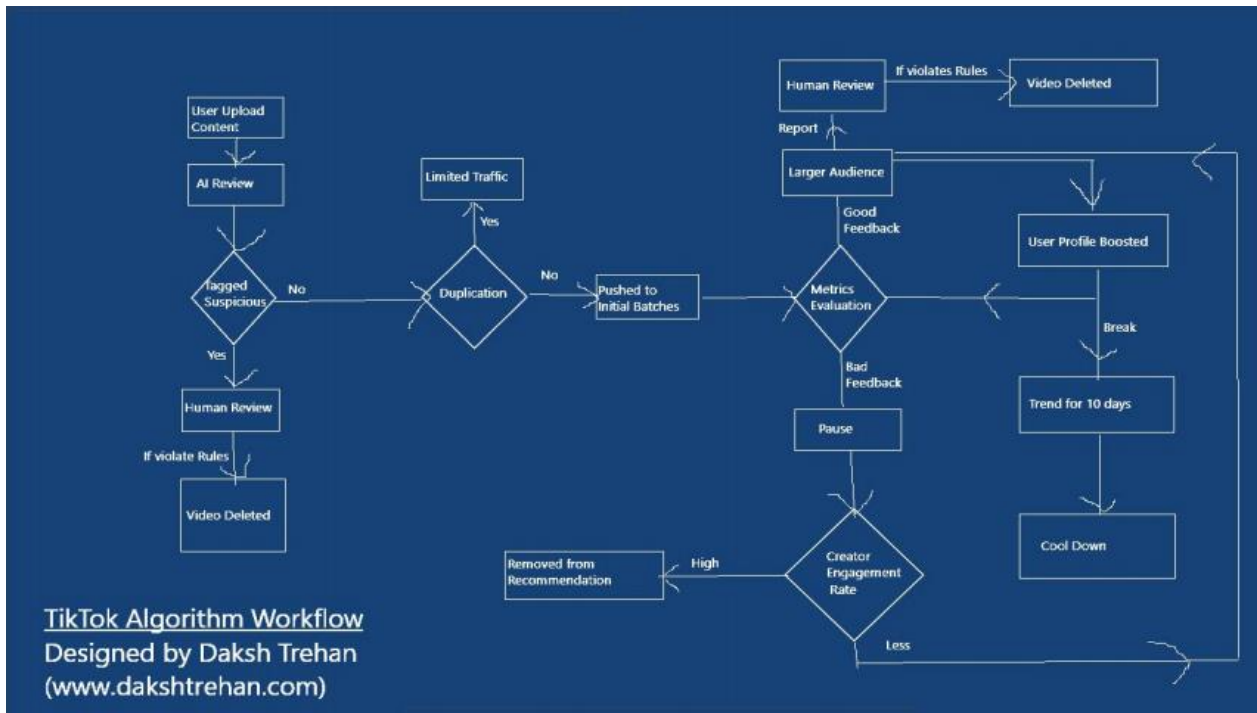 User Upload
Content
AI Review
Tagged
Suspicious
No
Yes
Human Review
If violate Rules
Video Deleted
Limited Traffic
Yes
Duplication
No
Pushed to
Initial Batches
Human Review
If violates Rules
Video Deleted
Report
Larger Audience
Good
Feedback
Metrics
Evaluation
Bad
Feedback
Pause
Creator
Engagement
Rate
High
Removed from
Recommendation
Less
User Profile Boosted
Break
Trend for 10 days
Cool Down
TikTok Algorithm Workflow
Designed by Daksh Trehan
(www.dakshtrehan.com)